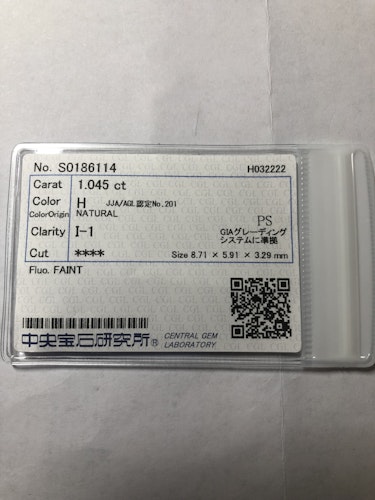 No. S0186114 H032222
Carat 1.045 ct
Color H JJA/AGL認定No.201
ColorOrigin NATURAL
PS
Clarity I-1 GIAグレーディング
システムに準拠
Cut **** Size 8.71 × 5.91 × 3.29 mm
Fluo. FAINT
中央宝石研究所® CENTRAL GEM
LABORATORY